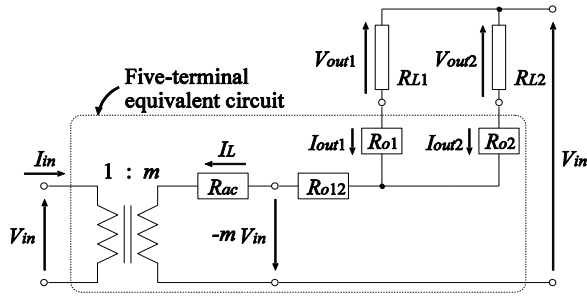 Vout1
RL1
Vout2
RL2
Five-terminal
equivalent circuit
Iin
1 : m
IL
Iout1
Ro1
Iout2
Ro2
Vin
Rac
Ro12
Vin
-m Vin